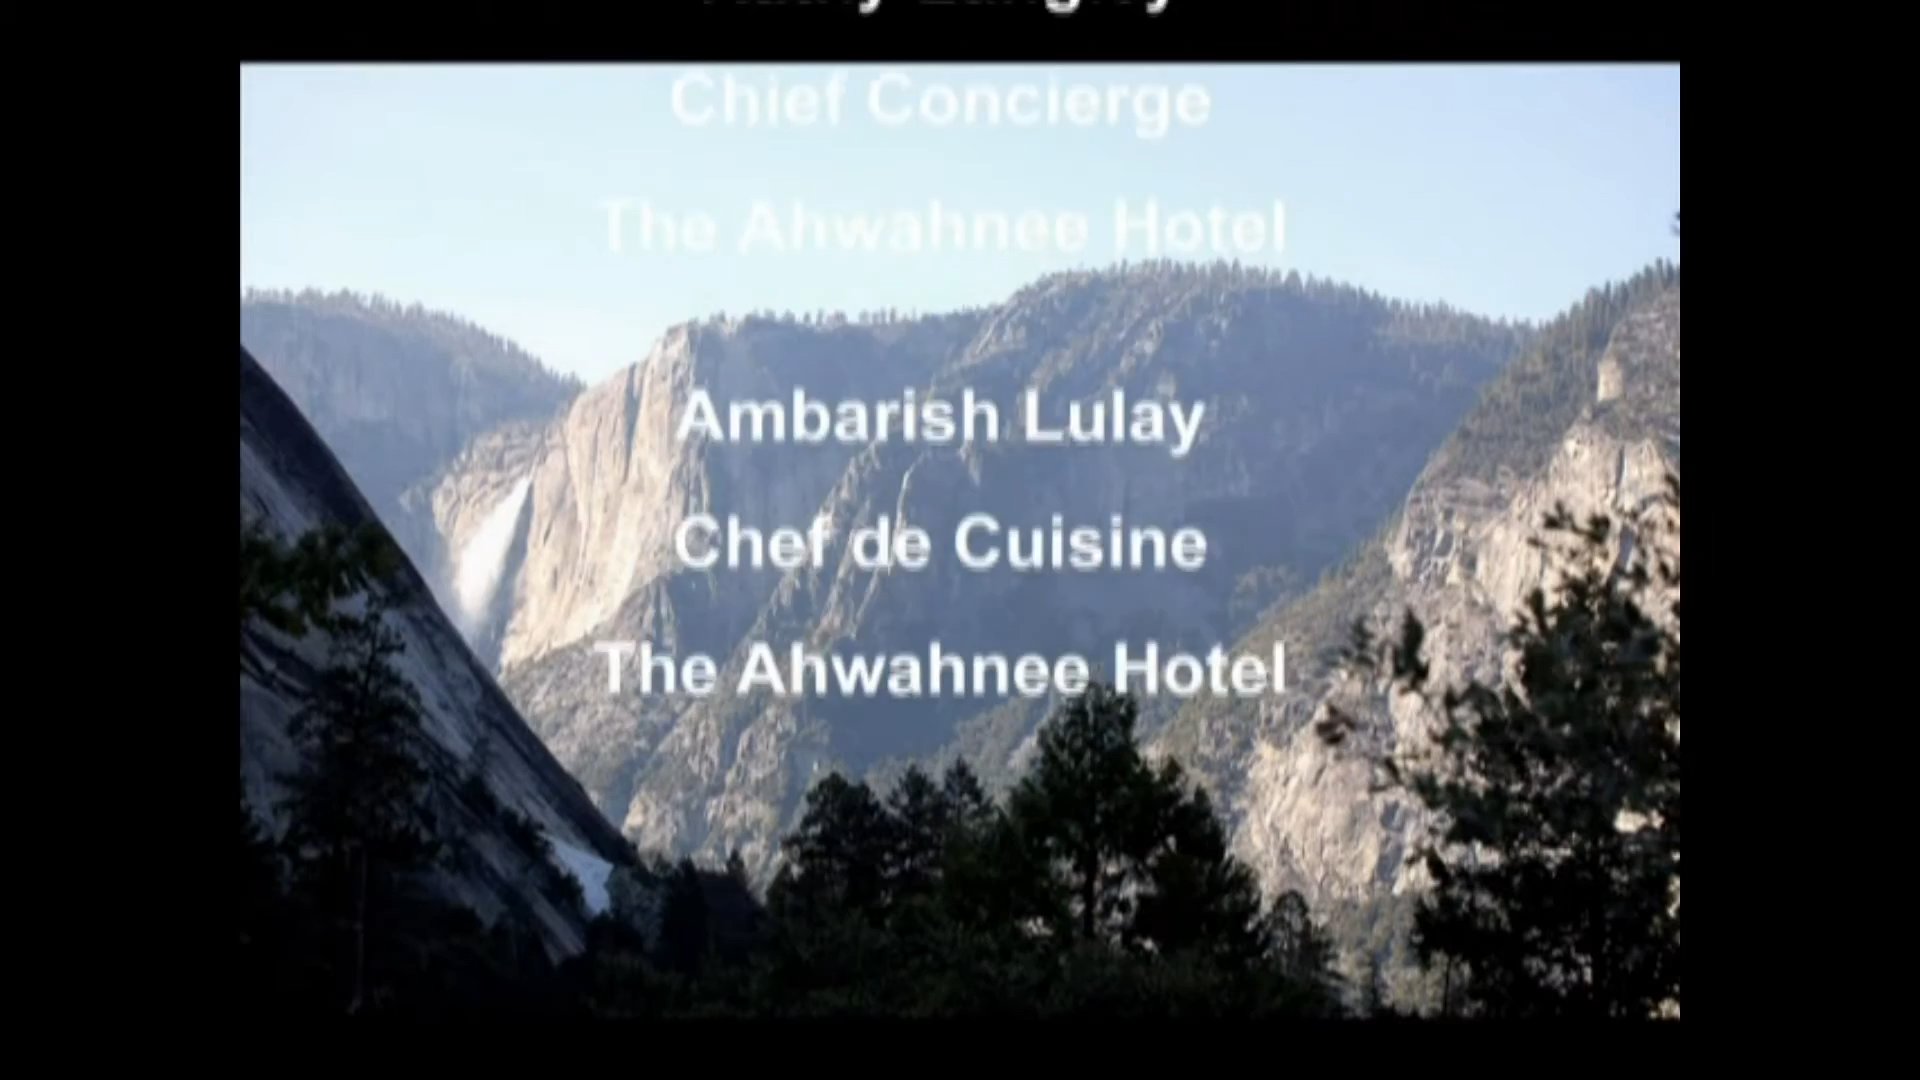 Chief Concierge
The Ahwahnee Hotel
Ambarish Lulay
Chef de Cuisine
The Ahwahnee Hotel